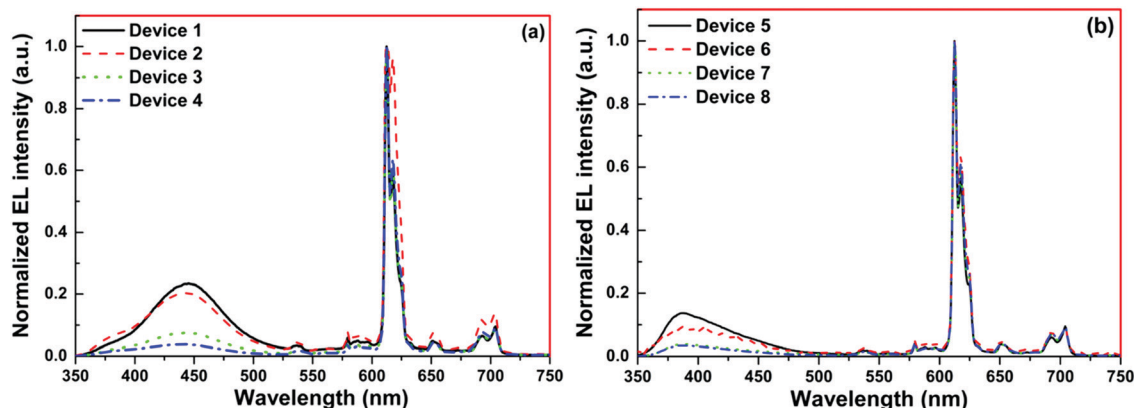 (a)
Device 1
Device 2
Device 3
Device 4
Normalized EL intensity (a.u.)
1.0
0.8
0.6
0.4
0.2
0.0
350 400 450 500 550 600 650 700 750
Wavelength (nm)
(b)
Device 5
Device 6
Device 7
Device 8
Normalized EL intensity (a.u.)
1.0
0.8
0.6
0.4
0.2
0.0
350 400 450 500 550 600 650 700 750
Wavelength (nm)